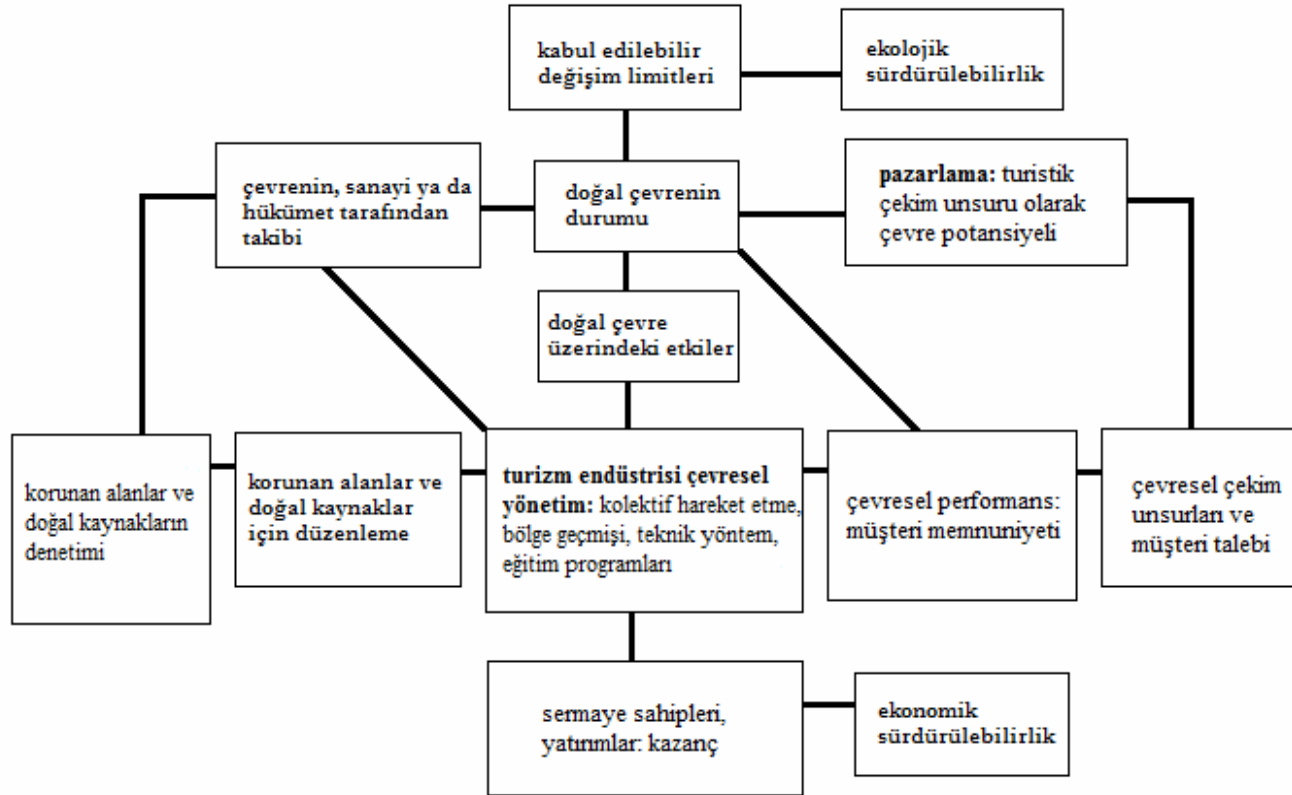 kabul edilebilir
değişim limitleri
ekolojik
sürdürülebilirlik
çevrenin, sanayi ya da
hükümet tarafından
takibi
doğal çevrenin
durumu
pazarlama: turistik
çekim unsuru olarak
çevre potansiyeli
doğal çevre
üzerindeki etkiler
korunan alanlar ve
doğal kaynakların
denetimi
korunan alanlar ve
doğal kaynaklar
için düzenleme
turizm endüstrisi çevresel
yönetim: kolektif hareket etme,
bölge geçmişi, teknik yöntem,
eğitim programları
çevresel performans:
müşteri memnuniyeti
çevresel çekim
unsurları ve
müşteri talebi
sermaye sahipleri,
yatırımlar: kazanç
ekonomik
sürdürülebilirlik